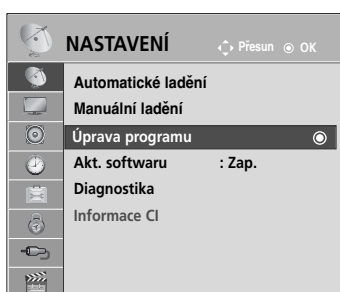 NASTAVENÍ
Přesun OK
Automatické ladění
Manuální ladění
Úprava programu
Akt. softwaru : Zap.
Diagnostika
Informace CI